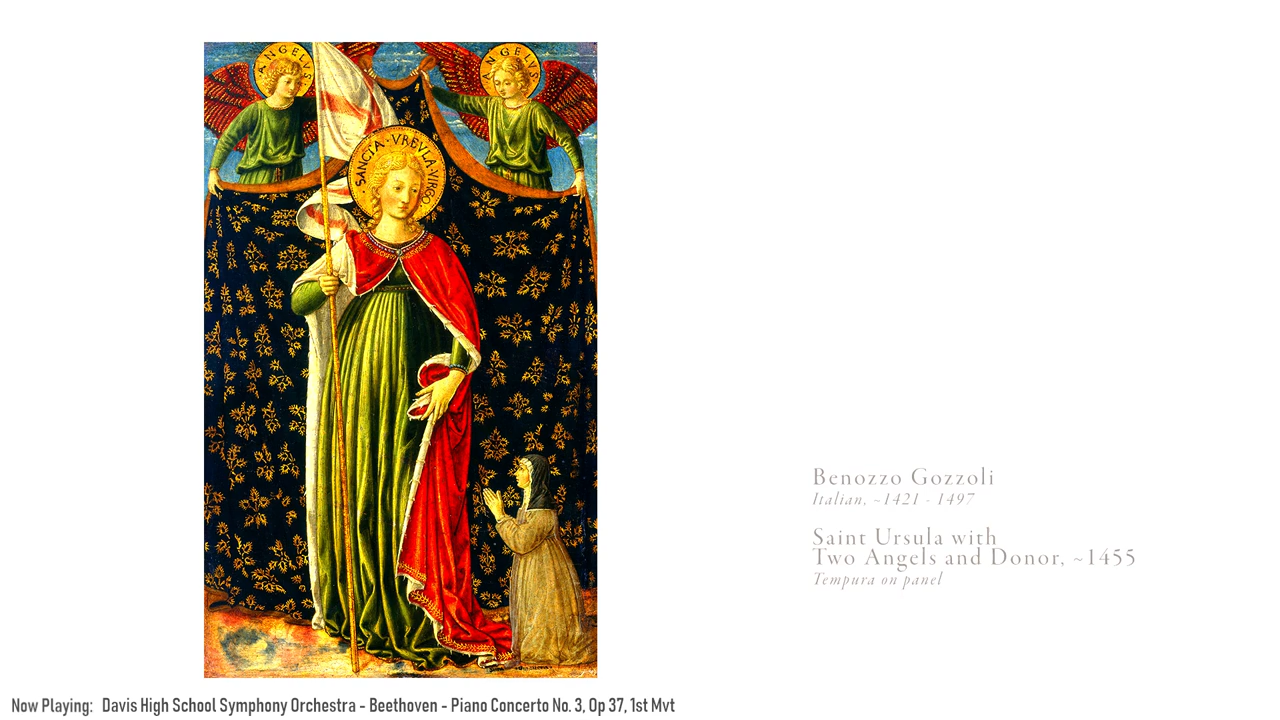 ANGELVS
ANGELVS
SANCTA·VRSVLA·VIRGO
Benozzo Gozzoli
Italian, ~1421 - 1497
Saint Ursula with
Two Angels and Donor, ~1455
Tempura on panel
Now Playing: Davis High School Symphony Orchestra - Beethoven - Piano Concerto No. 3, Op 37, 1st Mvt